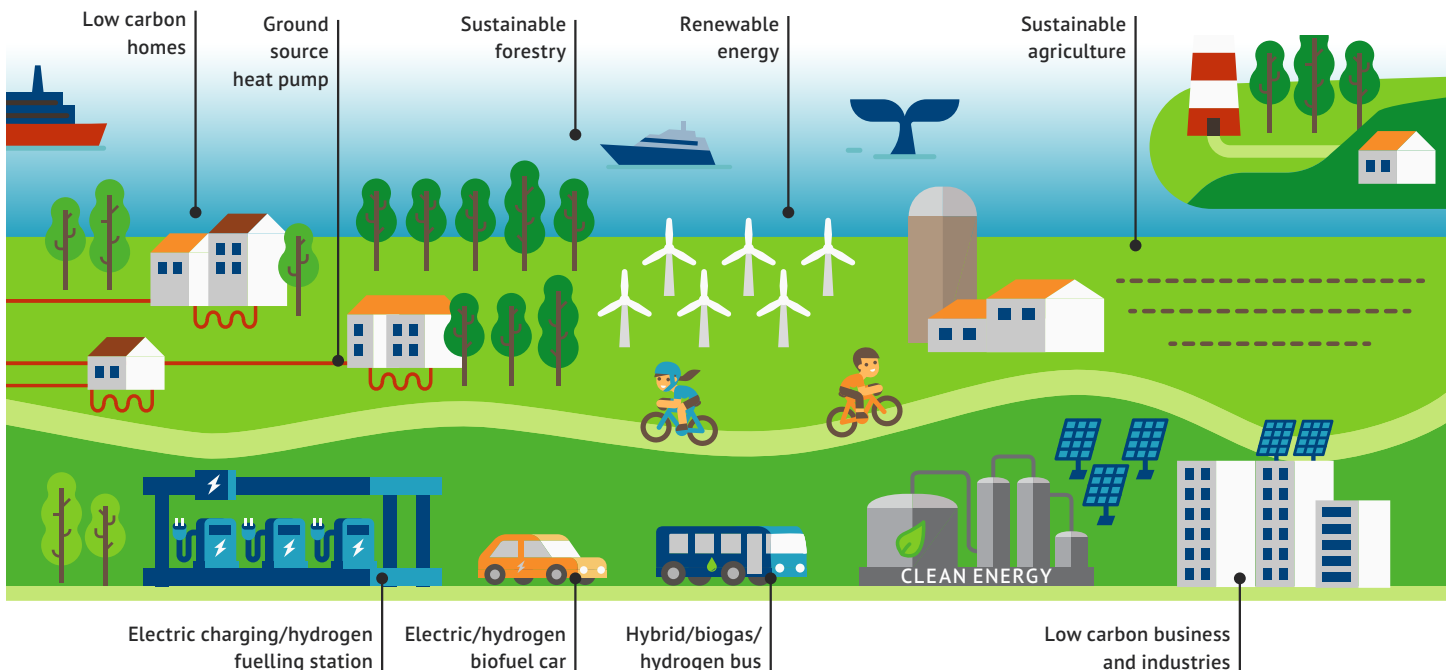 Low carbon
homes
Ground
source
heat pump
Sustainable
forestry
Renewable
energy
Sustainable
agriculture
CLEAN ENERGY
Electric charging/hydrogen
fuelling station
Electric/hydrogen
biofuel car
Hybrid/biogas/
hydrogen bus
Low carbon business
and industries